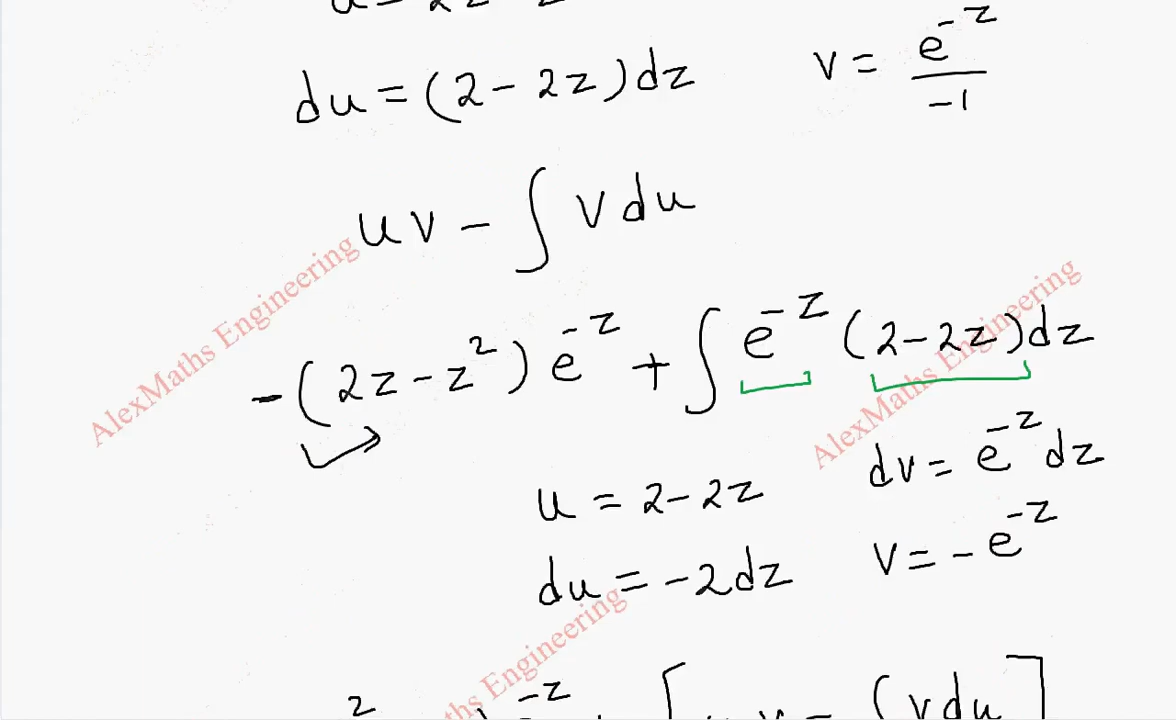 du = (2 - 2z)dz v = e^{-z}/-1
uv - ∫ v du
-(2z - z²) e^{-z} + ∫ e^{-z} (2 - 2z)dz
u = 2 - 2z dv = e^{-z} dz
du = -2dz v = -e^{-z}
AlexMaths Engineering
AlexMaths Engineering
AlexMaths Engineering